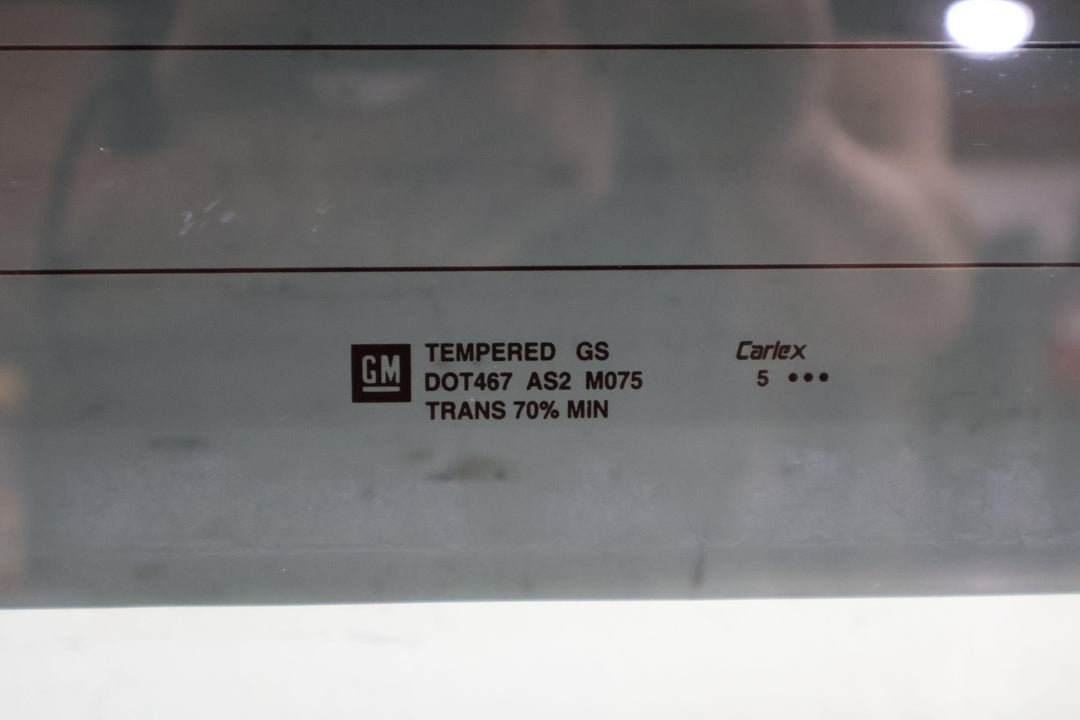 GM
TEMPERED GS
DOT467 AS2 M075
TRANS 70% MIN
Carlex
5 •••